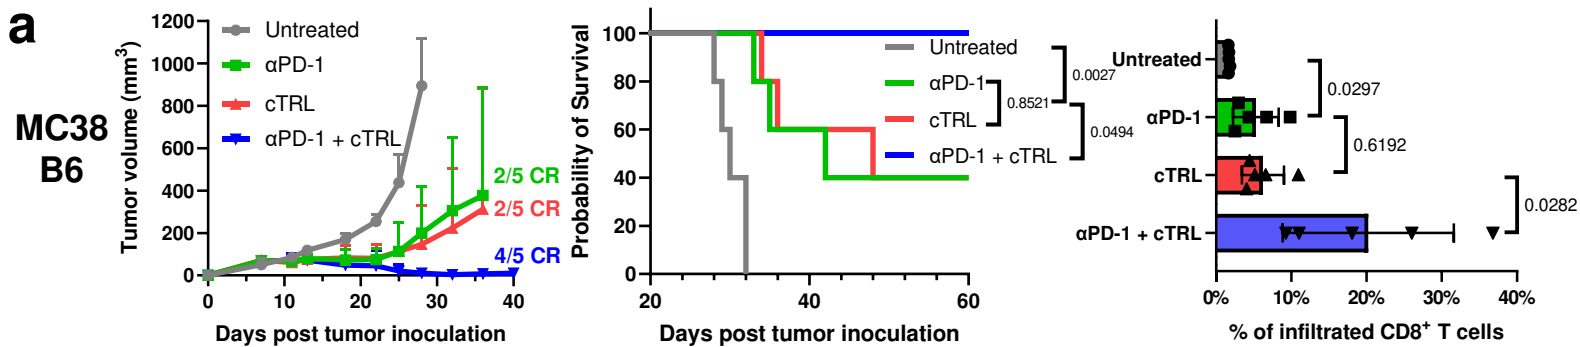 a
MC38
B6
Tumor volume (mm³)
1200
1000
800
600
400
200
0
Untreated
αPD-1
cTRL
αPD-1 + cTRL
2/5 CR
2/5 CR
4/5 CR
0 10 20 30 40
Days post tumor inoculation
Probability of Survival
100
80
60
40
20
0
Untreated
αPD-1
cTRL
αPD-1 + cTRL
0.0027
0.8521
0.0494
20 40 60
Days post tumor inoculation
Untreated
αPD-1
cTRL
αPD-1 + cTRL
0.0297
0.6192
0.0282
0% 10% 20% 30% 40%
% of infiltrated CD8⁺ T cells